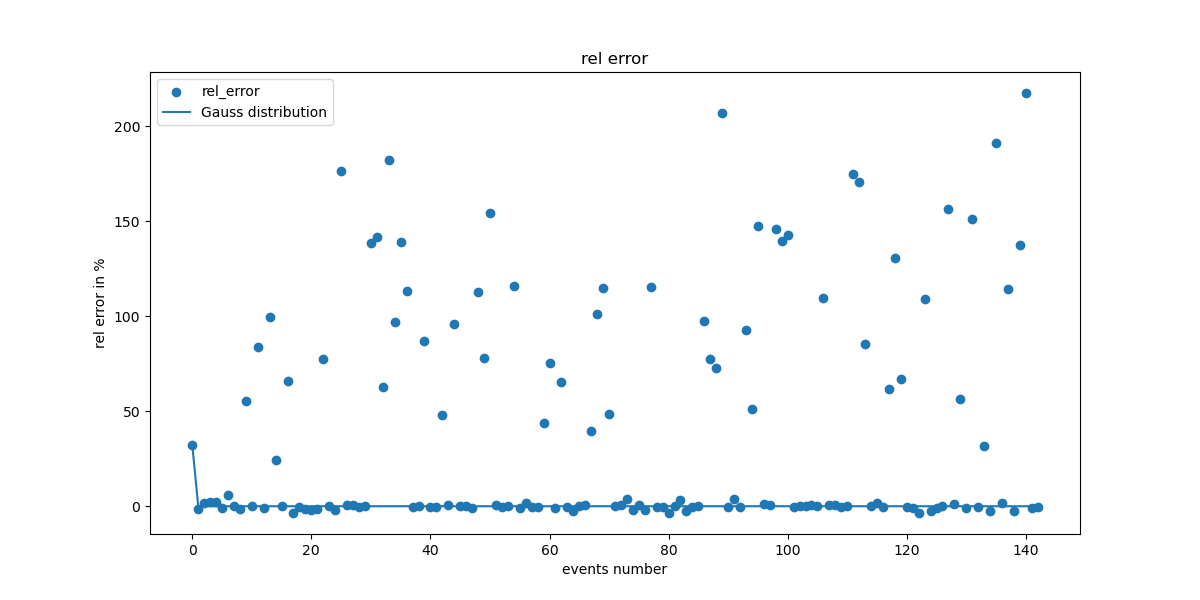 rel error
rel_error
Gauss distribution
rel error in %
200
150
100
50
0
0 20 40 60 80 100 120 140
events number